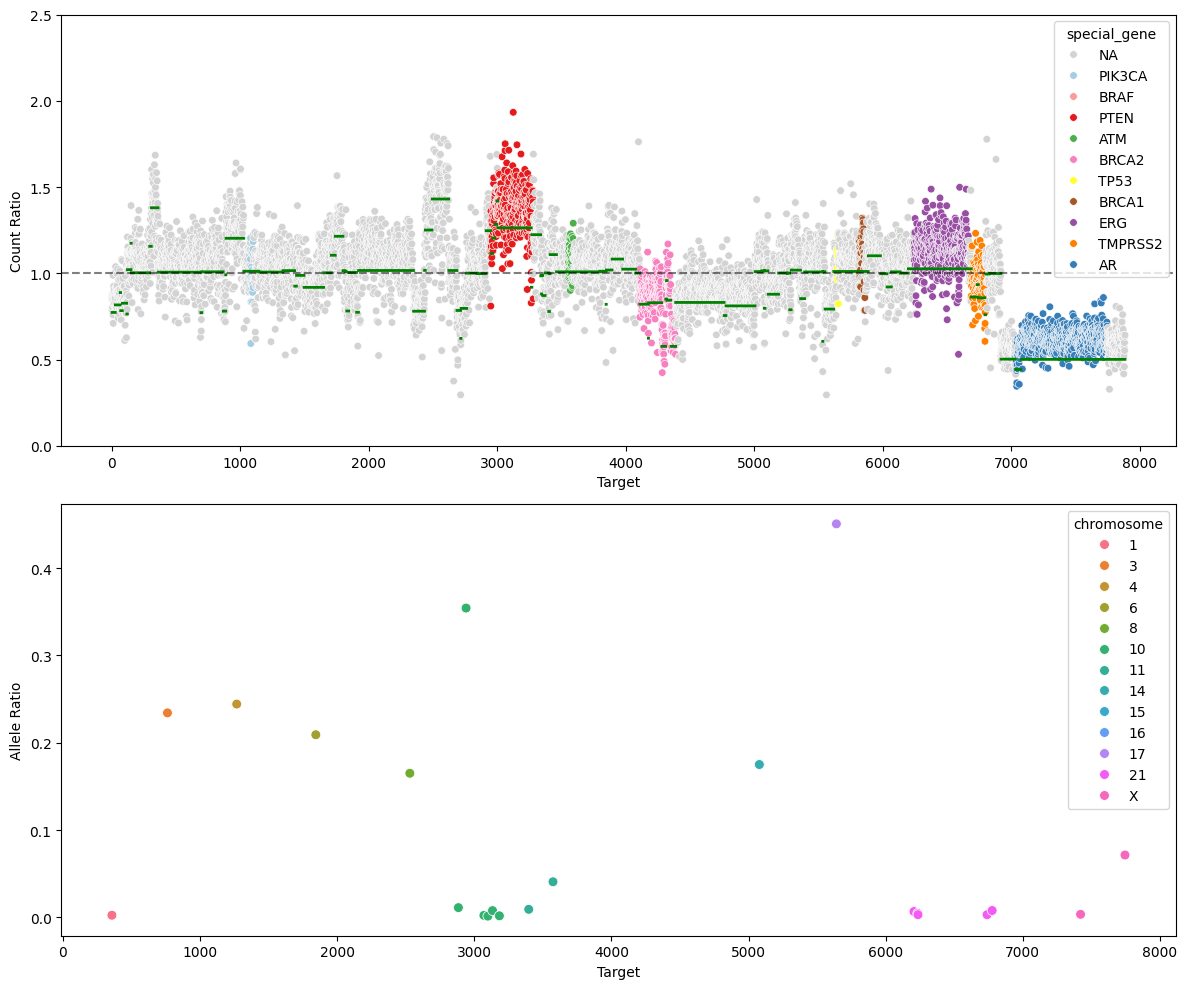 special_gene
NA
PIK3CA
BRAF
PTEN
ATM
BRCA2
TP53
BRCA1
ERG
TMPRSS2
AR
2.5
2.0
1.5
1.0
0.5
0.0
Count Ratio
0 1000 2000 3000 4000 5000 6000 7000 8000
Target
chromosome
1
3
4
6
8
10
11
14
15
16
17
21
X
0.4
0.3
0.2
0.1
0.0
Allele Ratio
0 1000 2000 3000 4000 5000 6000 7000 8000
Target